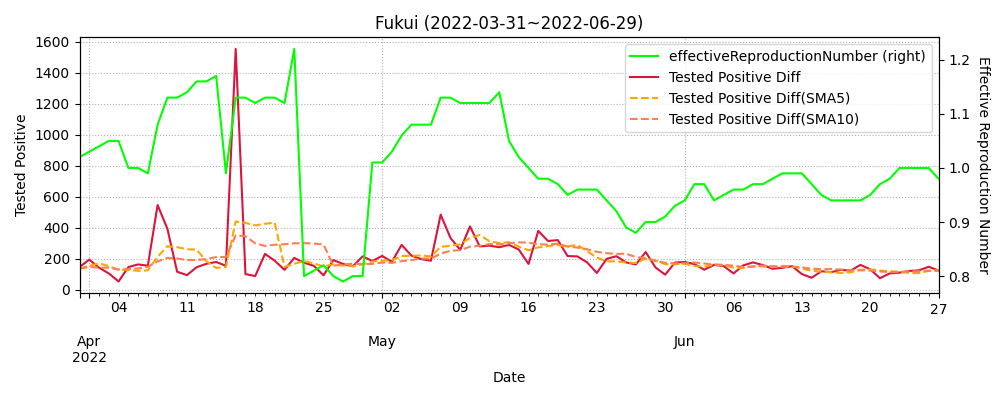 Fukui (2022-03-31~2022-06-29)
effectiveReproductionNumber (right)
Tested Positive Diff
Tested Positive Diff(SMA5)
Tested Positive Diff(SMA10)
Tested Positive
1600
1400
1200
1000
800
600
400
200
0
Effective Reproduction Number
1.2
1.1
1.0
0.9
0.8
04 11 18 25 02 09 16 23 30 06 13 20 27
Apr May Jun
2022
Date